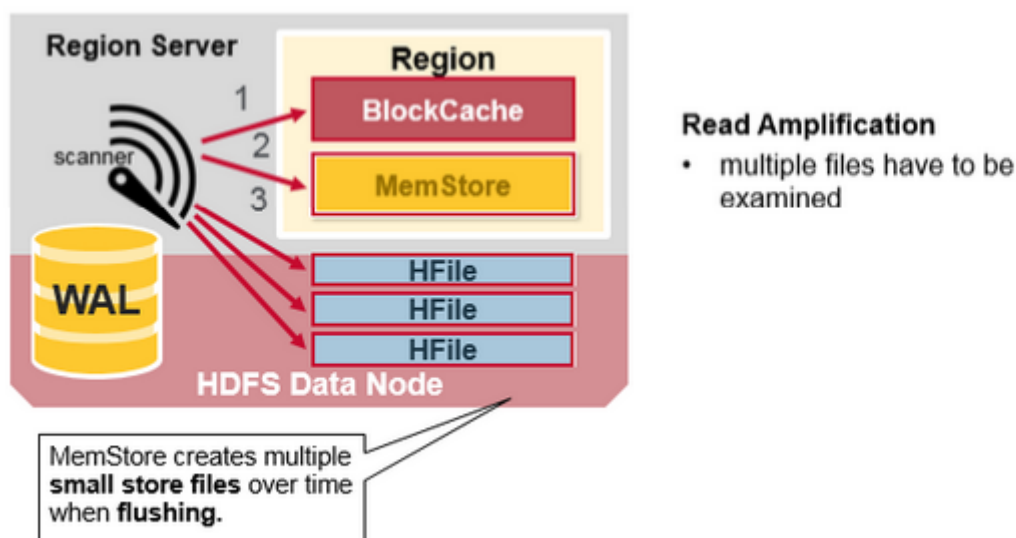 Region Server
Region
1
BlockCache
2
scanner
MemStore
3
HFile
WAL
HFile
HFile
HDFS Data Node
MemStore creates multiple
small store files over time
when flushing.
Read Amplification
• multiple files have to be
examined